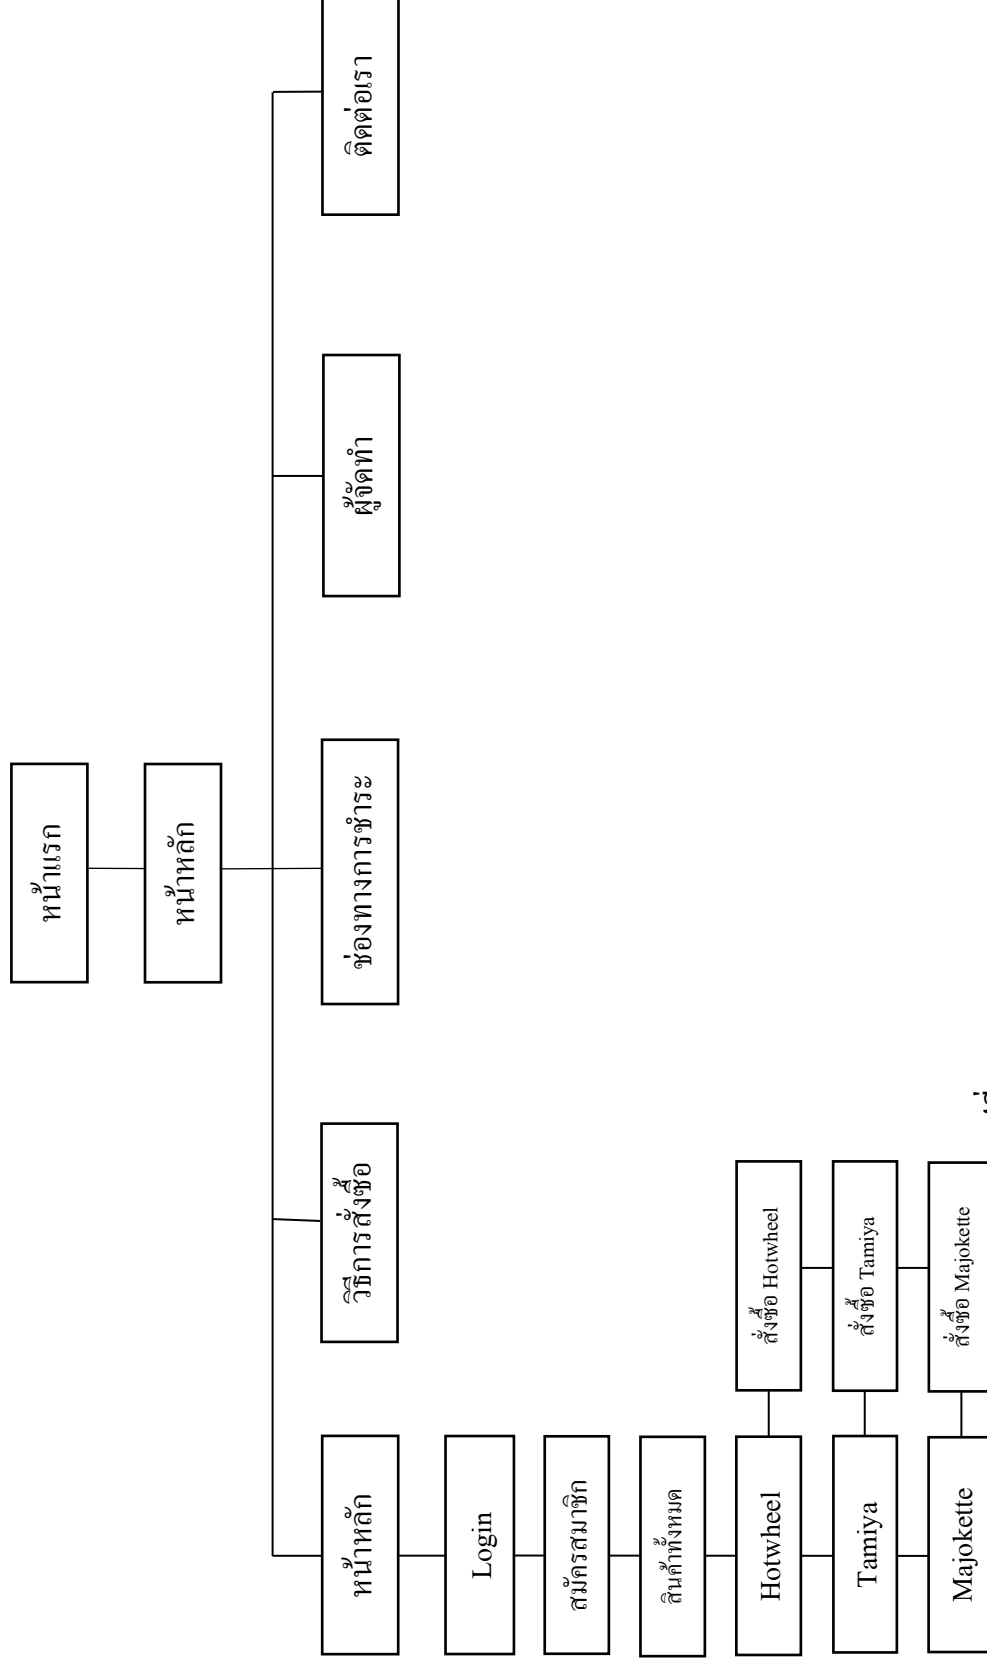 หน้าแรก
หน้าหลัก
หน้าหลัก
วิธีการสั่งซื้อ
ช่องทางการชำระ
ผู้จัดทำ
ติดต่อเรา
Login
สมัครสมาชิก
สินค้าทั้งหมด
Hotwheel
สั่งซื้อ Hotwheel
Tamiya
สั่งซื้อ Tamiya
Majokette
สั่งซื้อ Majokette